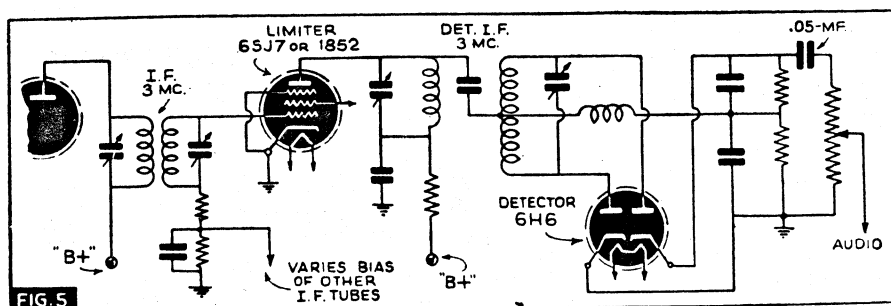 LIMITER
6SJ7 OR 1852
DET. I.F.
3 MC.
.05-MF.
I.F.
3 MC.
DETECTOR
6H6
"B+"
VARIES BIAS
OF OTHER
I.F. TUBES
"B+"
AUDIO
FIG.5